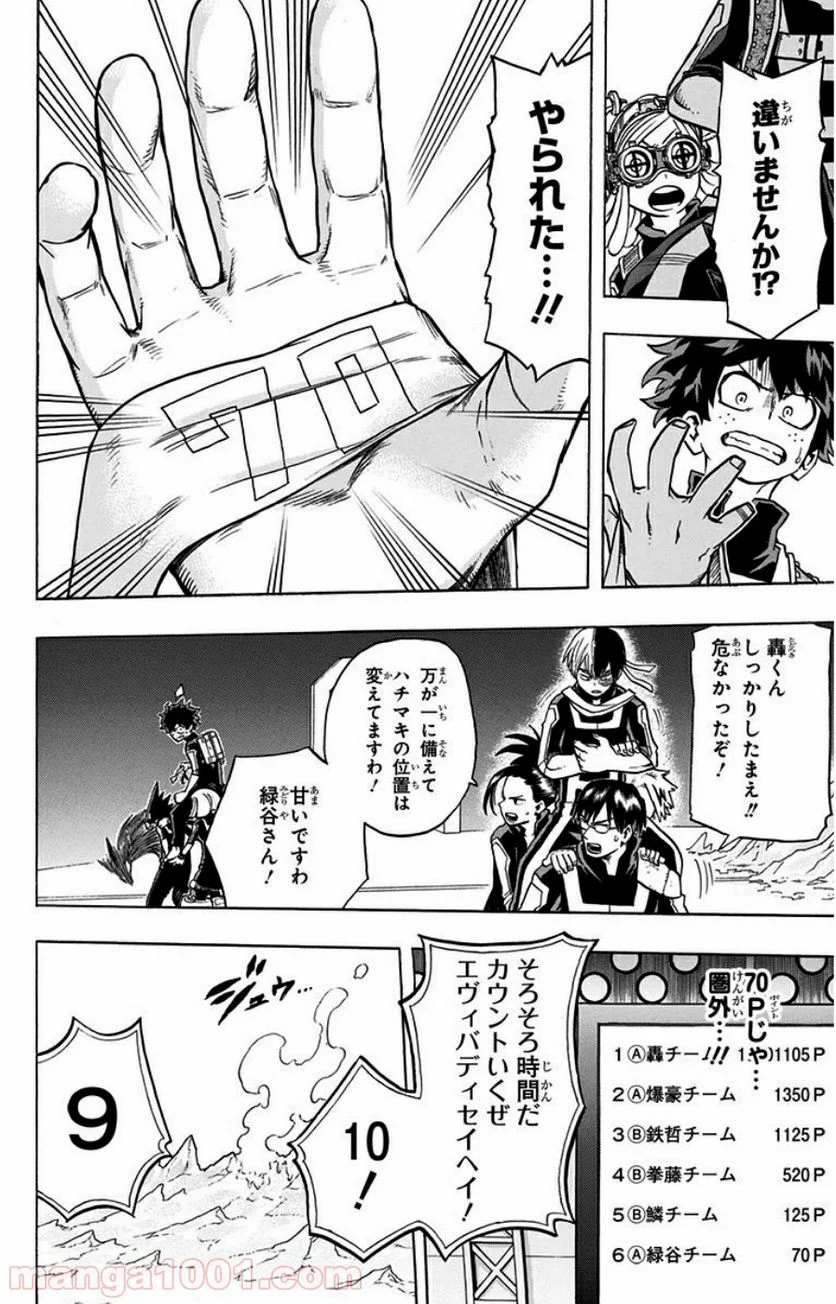 違いませんか!?
やられた…!!
70
轟くん
しっかりしたまえ!!
危なかったぞ!
万が一に備えて
ハチマキの位置は
変えてますわ!
甘いですわ
緑谷さん!
70Pじゃ…
圏外…!!
1Ⓐ轟チーム
1105P
2Ⓐ爆豪チーム 1350P
3Ⓑ鉄哲チーム 1125P
4Ⓑ拳藤チーム 520P
5Ⓑ鱗チーム 125P
6Ⓐ緑谷チーム 70P
そろそろ時間だ
カウントいくぜ
エヴィバディセイヘイ!
10!
ジュウ…
9
manga1001.com